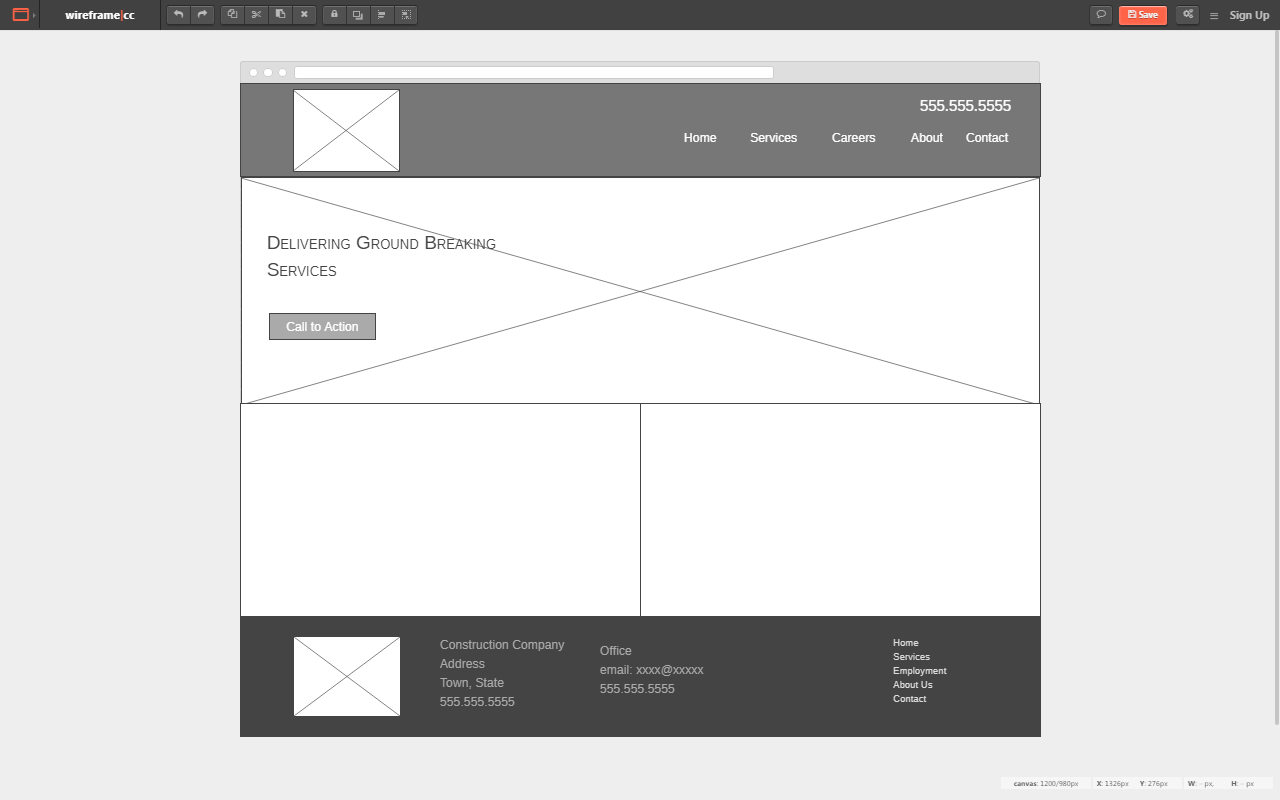 wireframe|cc
Save
Sign Up
555.555.5555
Home Services Careers About Contact
Delivering Ground Breaking
Services
Call to Action
Construction Company
Address
Town, State
555.555.5555
Office
email: xxxx@xxxxx
555.555.5555
Home
Services
Employment
About Us
Contact
canvas: 1200/980px X: 1326px Y: 276px W: - px, H: - px